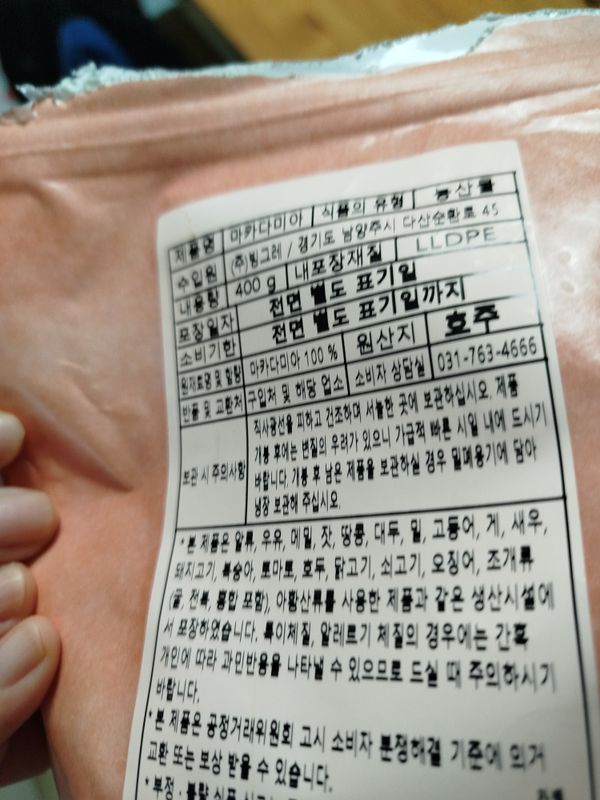 제품명 마카다미아 식품의 유형 농산물
수입원 (주)빙그레 / 경기도 남양주시 다산순환로 45
내용량 400 g 내포장재질 LLDPE
포장일자 전면 별도 표기일
소비기한 전면 별도 표기일까지
원재료명 및 함량 마카다미아 100 % 원산지 호주
반품 및 교환처 구입처 및 해당 업소 소비자 상담실 031-763-4666
보관 시 주의사항
직사광선을 피하고 건조하며 서늘한 곳에 보관하십시오. 제품
개봉 후에는 변질의 우려가 있으니 가급적 빠른 시일 내에 드시기
바랍니다. 개봉 후 남은 제품을 보관하실 경우 밀폐용기에 담아
냉장 보관해 주십시오.
*본 제품은 알류, 우유, 메밀, 잣, 땅콩, 대두, 밀, 고등어, 게, 새우,
돼지고기, 복숭아, 토마토, 호두, 닭고기, 쇠고기, 오징어, 조개류
(굴, 전복, 홍합 포함), 아황산류를 사용한 제품과 같은 생산시설에
서 포장하였습니다. 특이체질, 알레르기 체질의 경우에는 간혹
개인에 따라 과민반응을 나타낼 수 있으므로 드실 때 주의하시기
바랍니다.
*본 제품은 공정거래위원회 고시 소비자 분쟁해결 기준에 의거
교환 또는 보상 받을 수 있습니다.
*부정·불량 식품 신고는